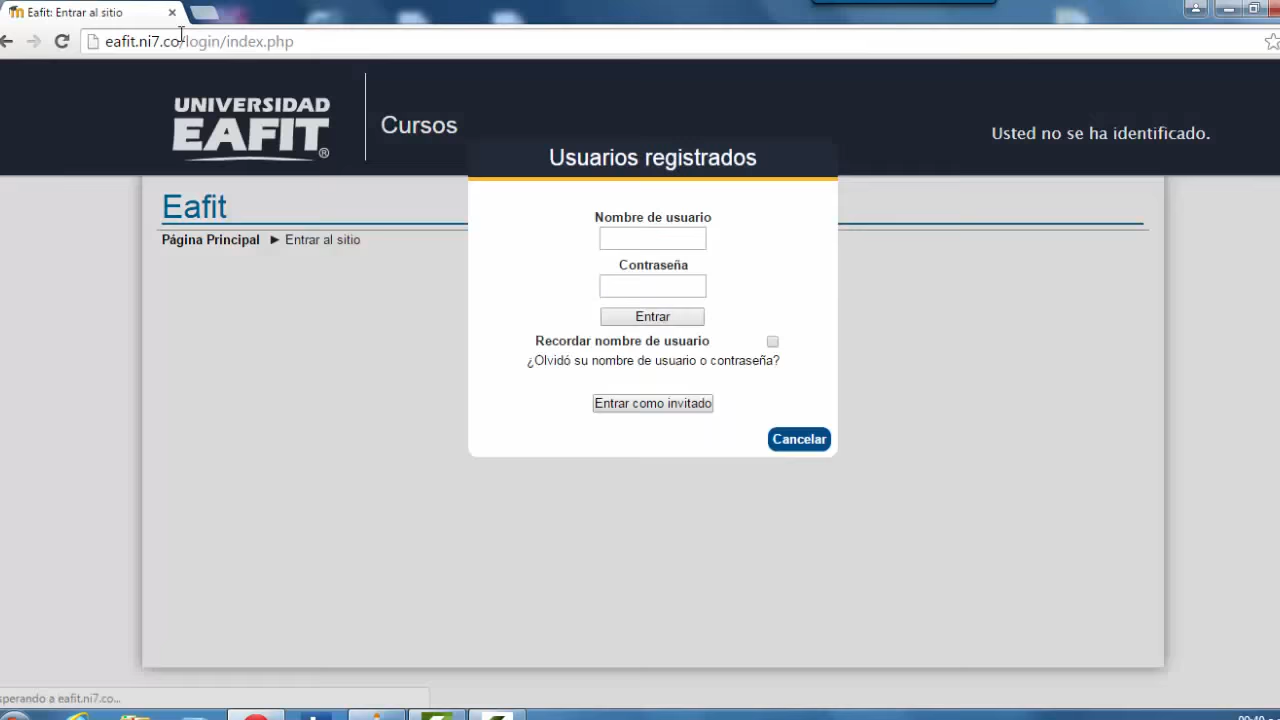 Eafit: Entrar al sitio
eafit.ni7.co/login/index.php
UNIVERSIDAD
EAFIT®
Cursos
Usted no se ha identificado.
Usuarios registrados
Eafit
Página Principal ► Entrar al sitio
Nombre de usuario
Contraseña
Entrar
Recordar nombre de usuario
¿Olvidó su nombre de usuario o contraseña?
Entrar como invitado
Cancelar
sperando a eafit.ni7.co...